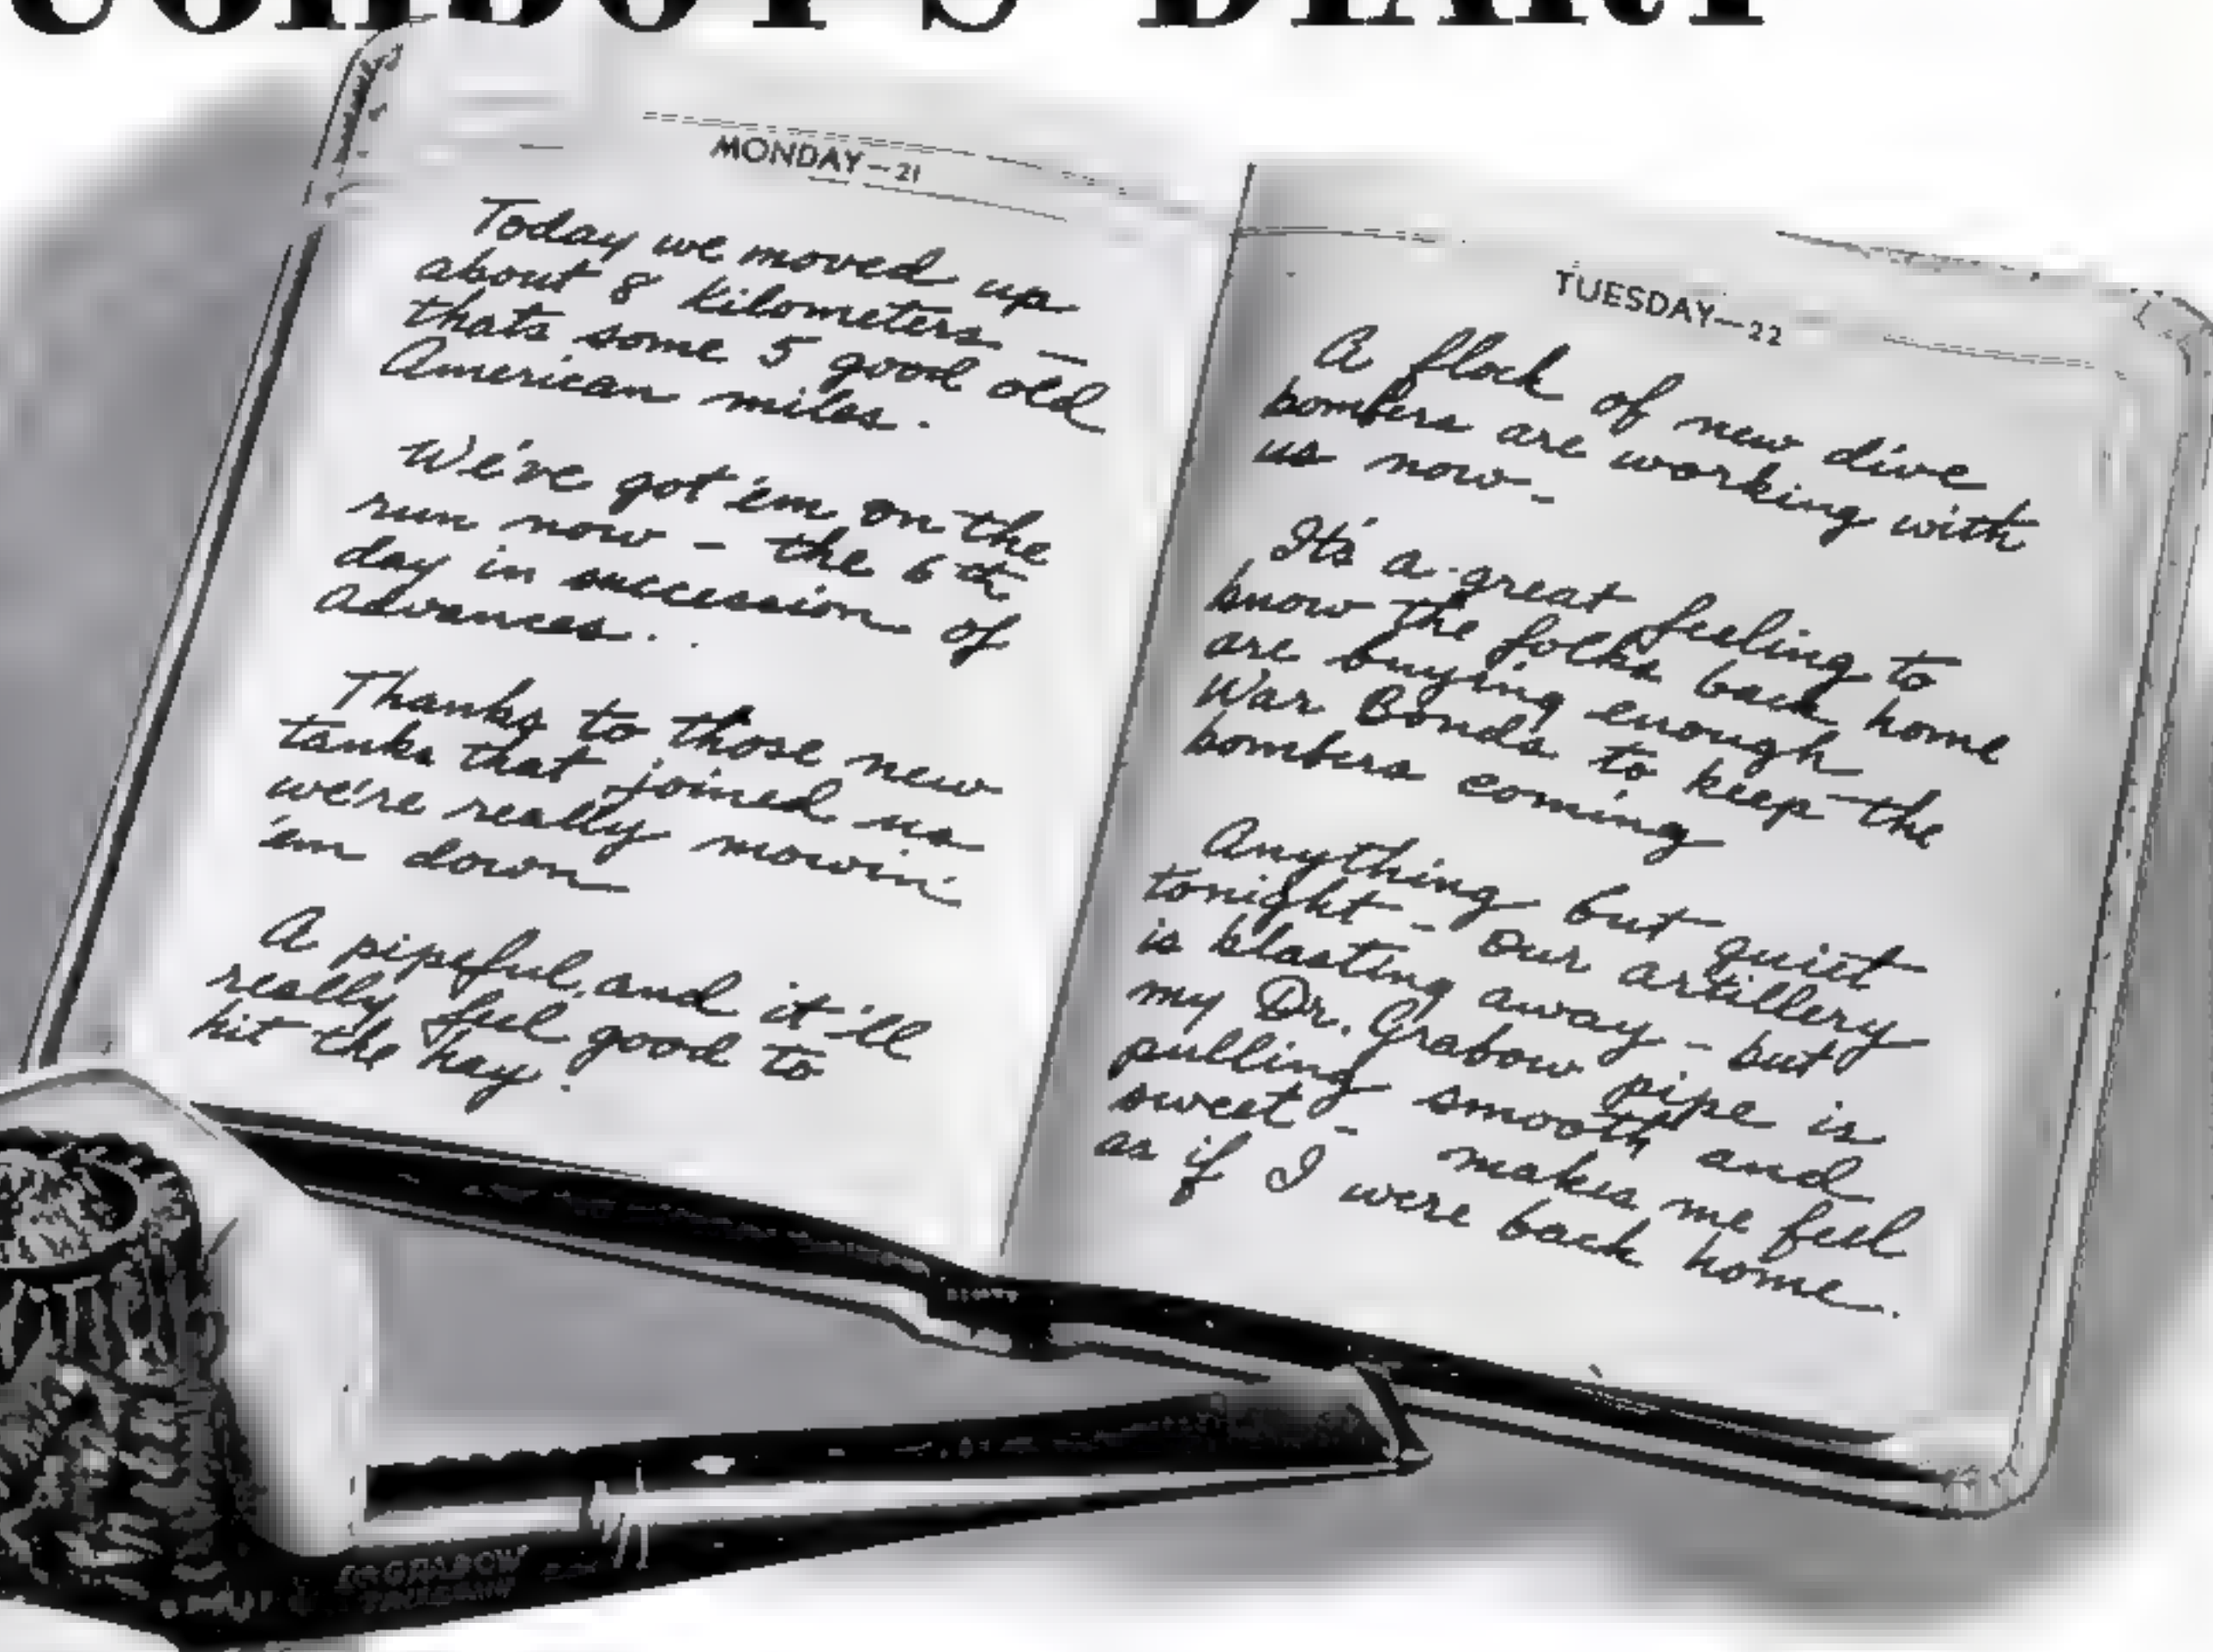 DIARY
MONDAY—21
Today we moved up
about 8 Kilometers —
thats some 5 good old
American miles.
We've got 'em on the
run now - the 6th
day in succession of
advances..
Thanks to those new
tanks that joined us
we're really mowin'
'em down
A pipeful, and it'll
really feel good to
hit the hay.
TUESDAY—22
A flock of new dive
bombers are working with
us now-
It's a great feeling to
know the folks back home
are buying enough
War Bonds to keep the
bombers coming
Anything but quiet
tonight - our artillery
is blasting away - but
my Dr. Grabow pipe is
pulling smooth and
sweet - makes me feel
as if I were back home.
GRABOW